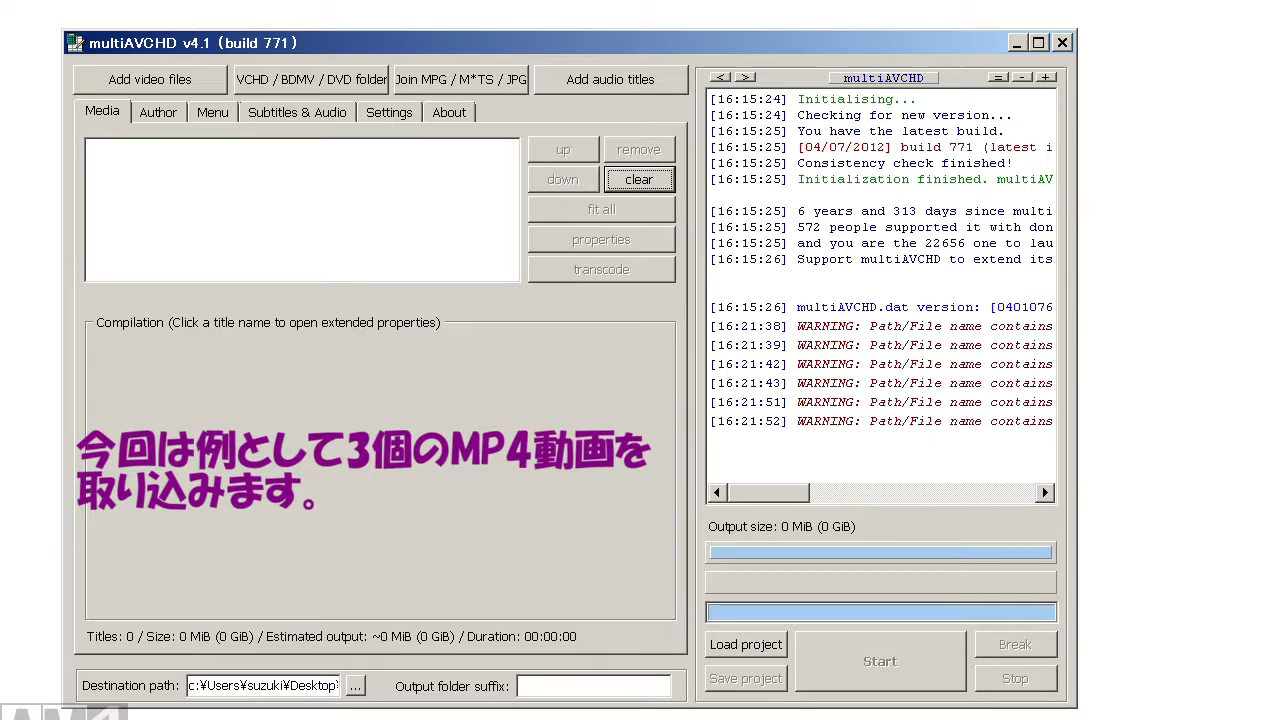 multiAVCHD v4.1 (build 771)
Add video files
VCHD / BDMV / DVD folder
Join MPG / M*TS / JPG
Add audio titles
Media
Author
Menu
Subtitles & Audio
Settings
About
up
remove
down
clear
fit all
properties
transcode
Compilation (Click a title name to open extended properties)
今回は例として3個のMP4動画を
取り込みます。
Titles: 0 / Size: 0 MiB (0 GiB) / Estimated output: ~0 MiB (0 GiB) / Duration: 00:00:00
Destination path:
c:¥Users¥suzuki¥Desktop
...
Output folder suffix:
<
>
multiAVCHD
=
-
+
[16:15:24] Initialising...
[16:15:24] Checking for new version...
[16:15:25] You have the latest build.
[16:15:25] [04/07/2012] build 771 (latest i
[16:15:25] Consistency check finished!
[16:15:25] Initialization finished. multiAV
[16:15:25] 6 years and 313 days since multi
[16:15:25] 572 people supported it with don
[16:15:25] and you are the 22656 one to lau
[16:15:26] Support multiAVCHD to extend its
[16:15:26] multiAVCHD.dat version: [0401076
[16:21:38] WARNING: Path/File name contains
[16:21:39] WARNING: Path/File name contains
[16:21:42] WARNING: Path/File name contains
[16:21:43] WARNING: Path/File name contains
[16:21:51] WARNING: Path/File name contains
[16:21:52] WARNING: Path/File name contains
Output size: 0 MiB (0 GiB)
Load project
Start
Break
Save project
Stop